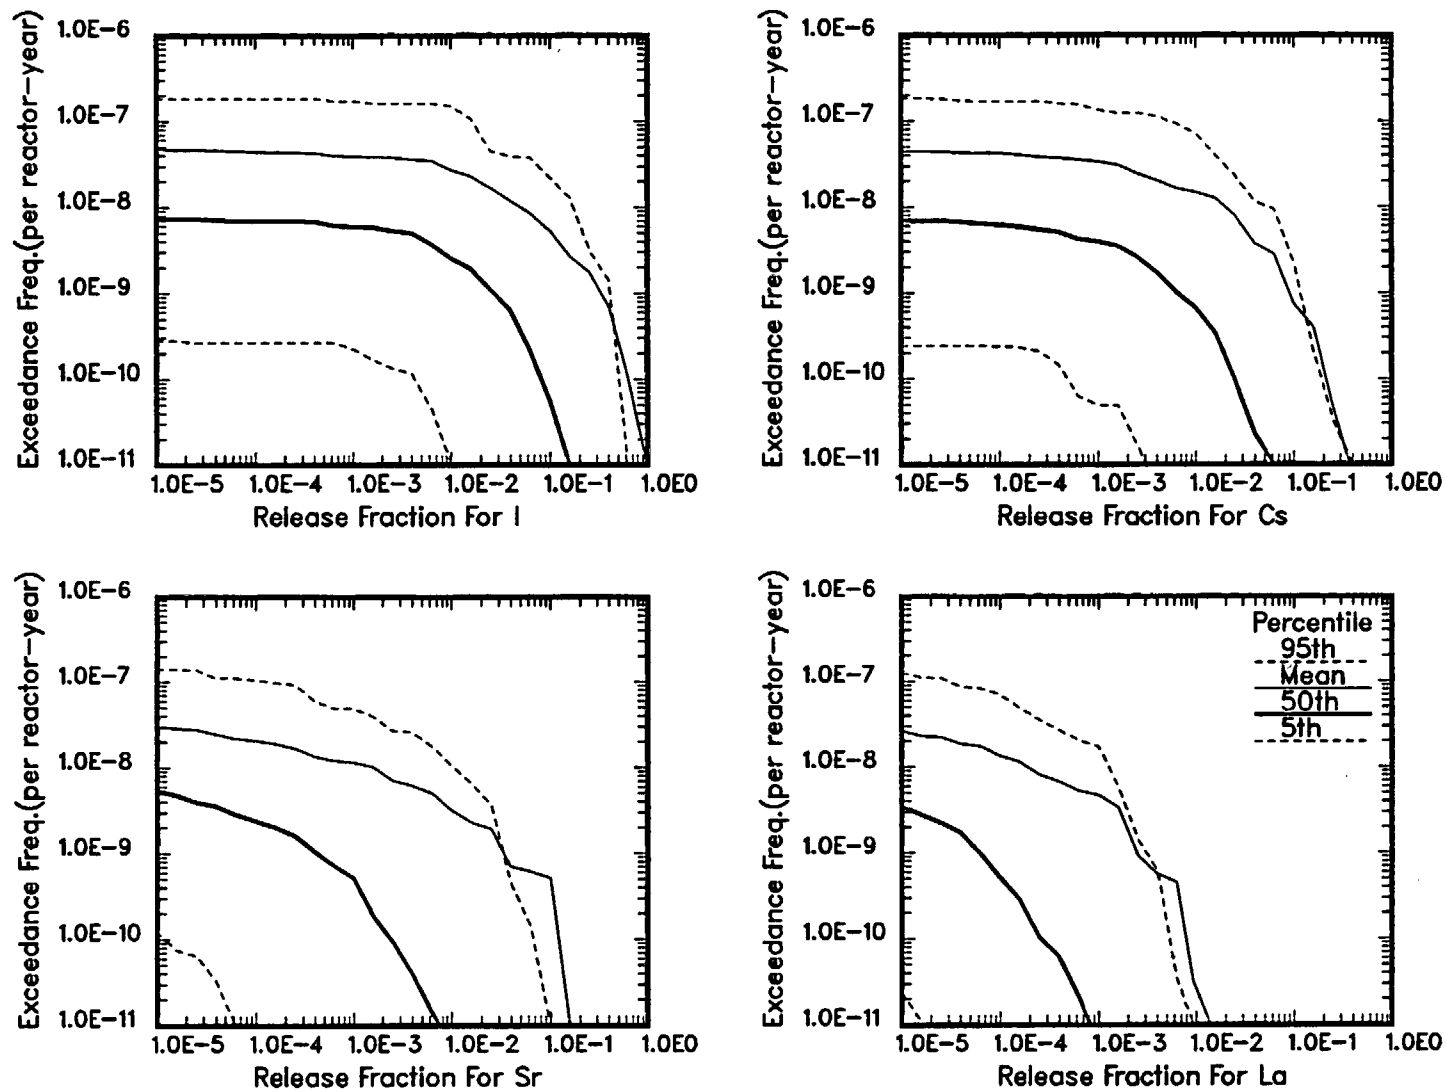 Exceedance Freq.(per reactor-year)
1.0E-6
1.0E-7
1.0E-8
1.0E-9
1.0E-10
1.0E-11
1.0E-5 1.0E-4 1.0E-3 1.0E-2 1.0E-1 1.0E0
Release Fraction For I
Exceedance Freq.(per reactor-year)
1.0E-6
1.0E-7
1.0E-8
1.0E-9
1.0E-10
1.0E-11
1.0E-5 1.0E-4 1.0E-3 1.0E-2 1.0E-1 1.0E0
Release Fraction For Cs
Exceedance Freq.(per reactor-year)
1.0E-6
1.0E-7
1.0E-8
1.0E-9
1.0E-10
1.0E-11
1.0E-5 1.0E-4 1.0E-3 1.0E-2 1.0E-1 1.0E0
Release Fraction For Sr
Exceedance Freq.(per reactor-year)
1.0E-6
1.0E-7
1.0E-8
1.0E-9
1.0E-10
1.0E-11
Percentile
95th
Mean
50th
5th
1.0E-5 1.0E-4 1.0E-3 1.0E-2 1.0E-1 1.0E0
Release Fraction For La